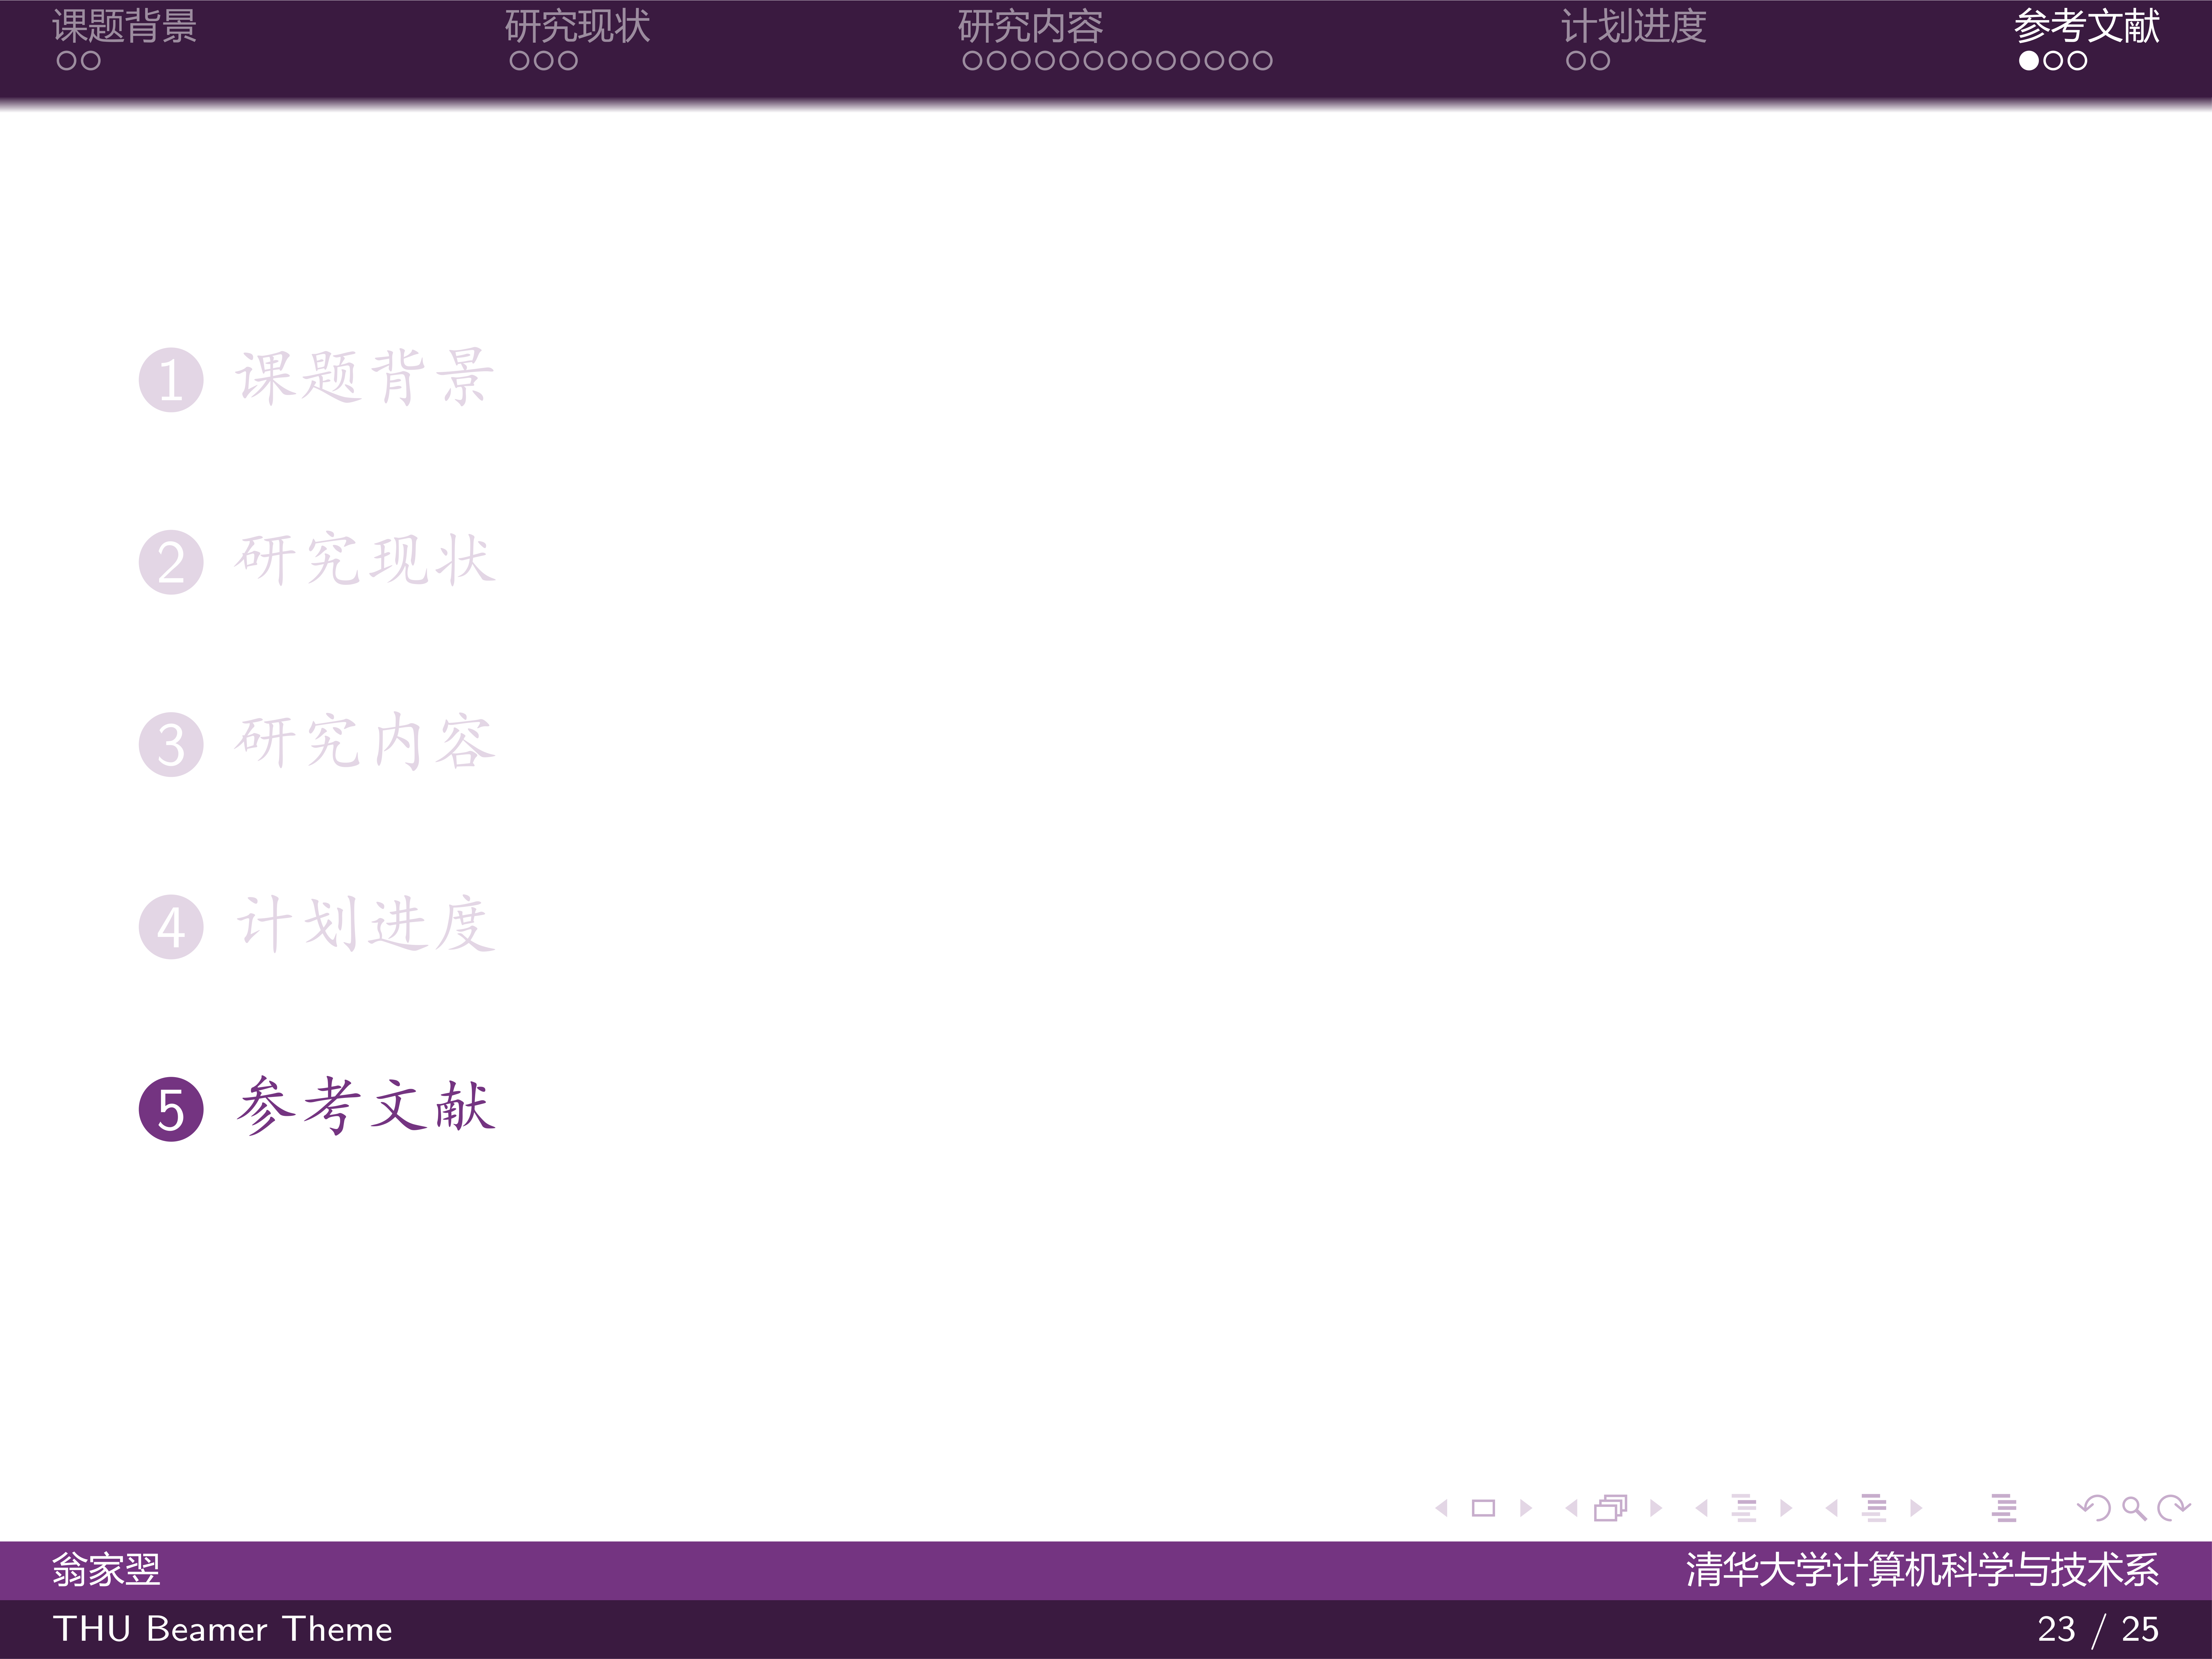 课题背景 研究现状 研究内容 计划进度 参考文献
1 课题背景
2 研究现状
3 研究内容
4 计划进度
5 参考文献
翁家翌 清华大学计算机科学与技术系
THU Beamer Theme 23 / 25